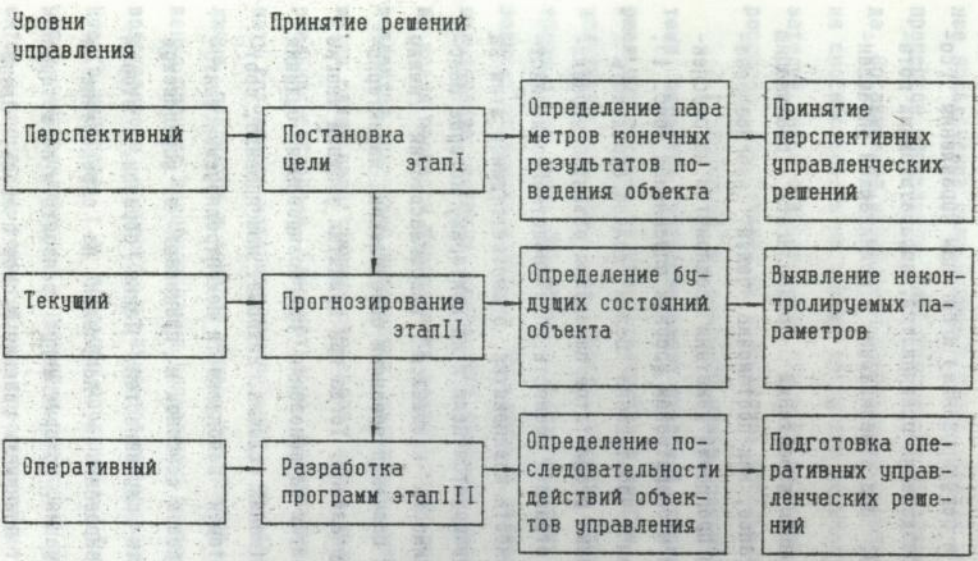 Уровни
управления
Принятие решений
Перспективный
Постановка
цели этапI
Определение пара
метров конечных
результатов по-
ведения объекта
Принятие
перспективных
управленческих
решений
Текущий
Прогнозирование
этапII
Определение бу-
дущих состояний
объекта
Выявление некон-
тролируемых па-
раметров
Оперативный
Разработка
программ этапIII
Определение по-
следовательности
действий объек-
тов управления
Подготовка опе-
ративных управ-
ленческих реше-
ний